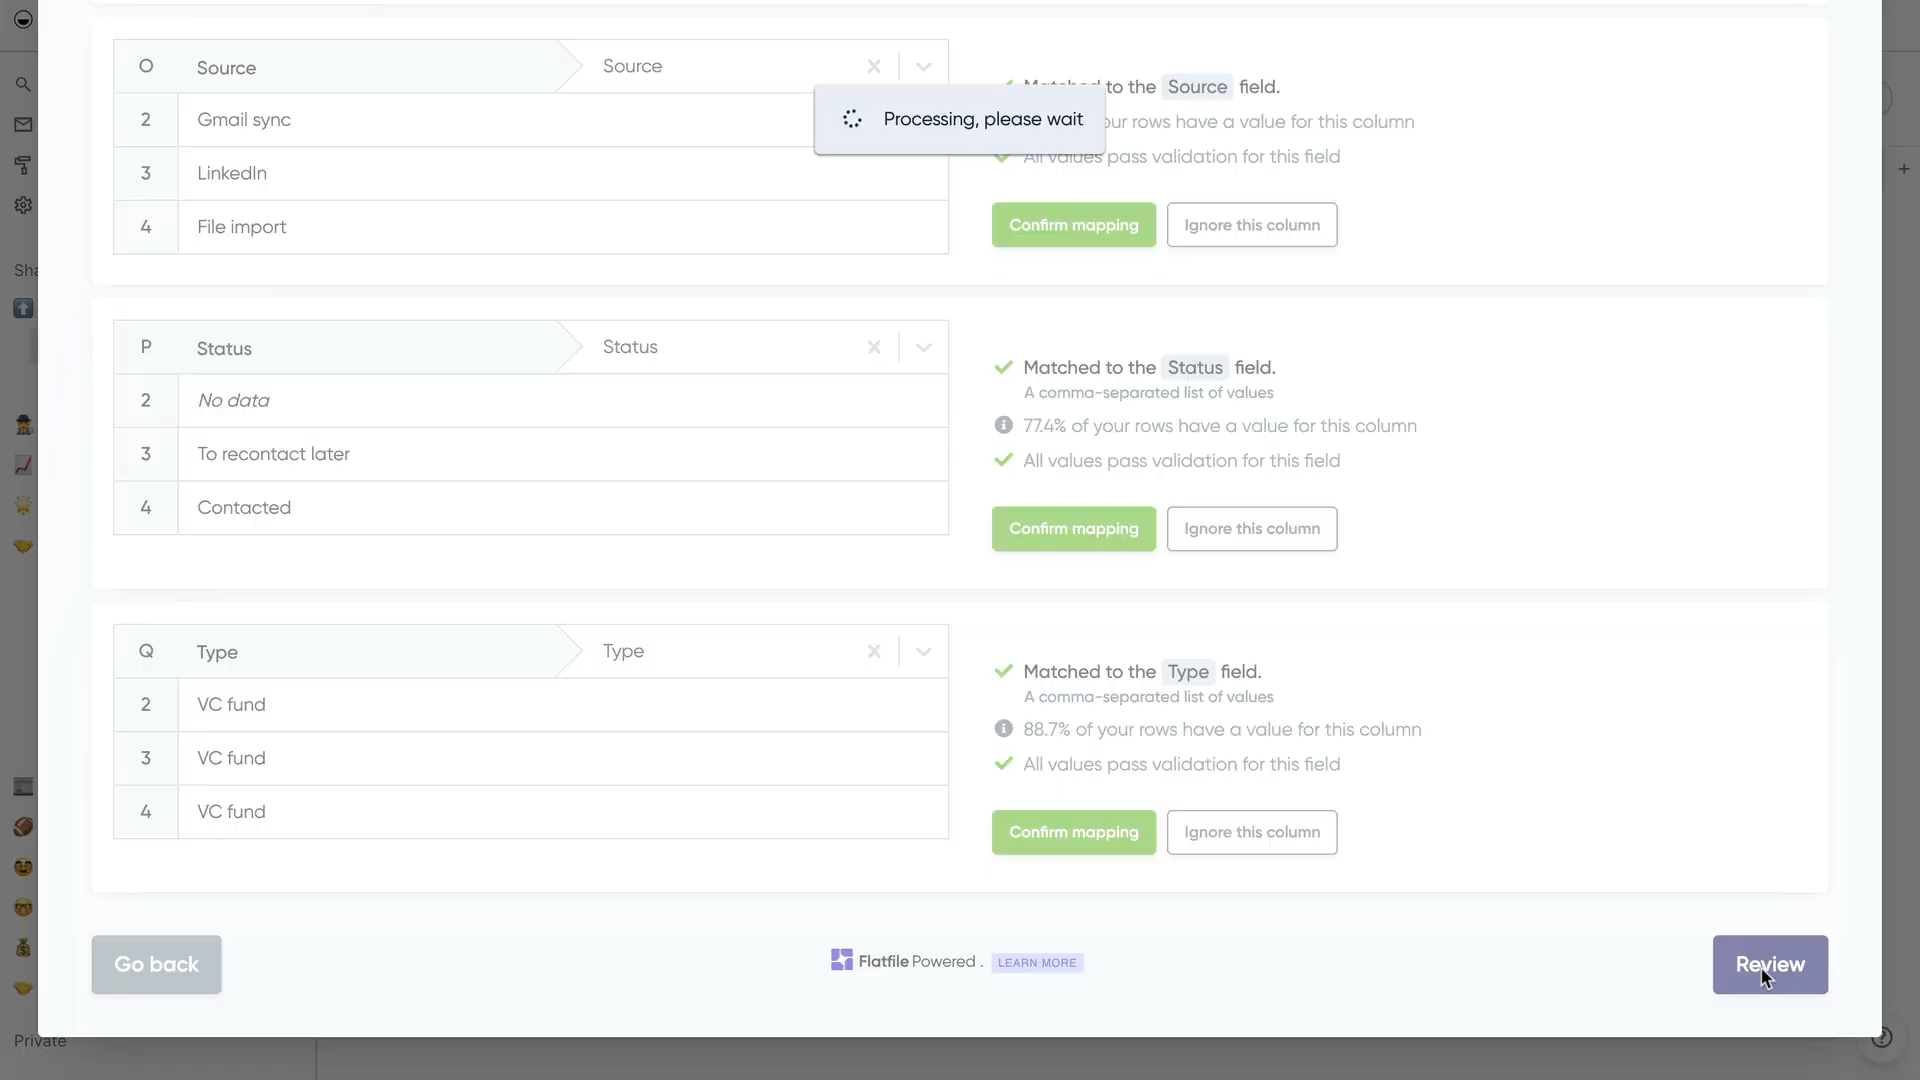 O Source Source
2 Gmail sync
3 LinkedIn
4 File import
Processing, please wait
Matched to the Source field.
our rows have a value for this column
All values pass validation for this field
Confirm mapping Ignore this column
P Status Status
2 No data
3 To recontact later
4 Contacted
Matched to the Status field.
A comma-separated list of values
77.4% of your rows have a value for this column
All values pass validation for this field
Confirm mapping Ignore this column
Q Type Type
2 VC fund
3 VC fund
4 VC fund
Matched to the Type field.
A comma-separated list of values
88.7% of your rows have a value for this column
All values pass validation for this field
Confirm mapping Ignore this column
Go back
Flatfile Powered . LEARN MORE
Review
Sha
Private